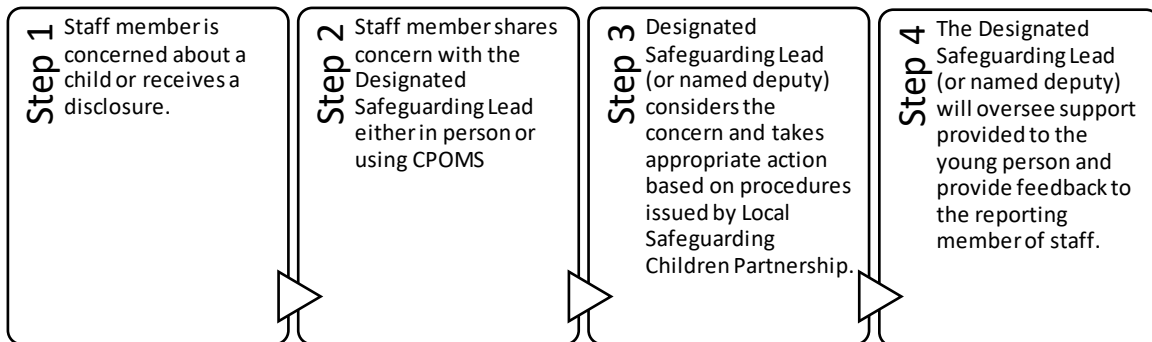 Step 1
Staff member is
concerned about a
child or receives a
disclosure.
Step 2
Staff member shares
concern with the
Designated
Safeguarding Lead
either in person or
using CPOMS
Step 3
Designated
Safeguarding Lead
(or named deputy)
considers the
concern and takes
appropriate action
based on procedures
issued by Local
Safeguarding
Children Partnership.
Step 4
The Designated
Safeguarding Lead
(or named deputy)
will oversee support
provided to the
young person and
provide feedback to
the reporting
member of staff.